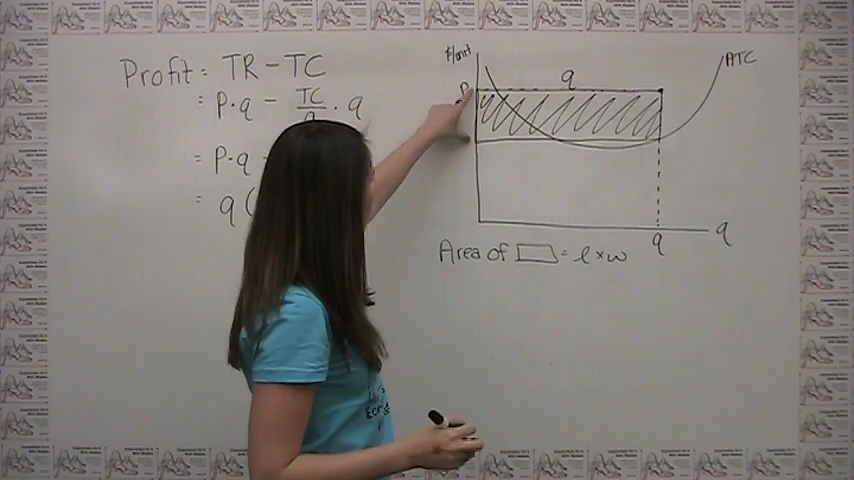 Profit = TR - TC
= P·q - TC/q · q
= P·q -
= q(
$/unit
P
q
ATC
q
q
Area of ▭ = l × w